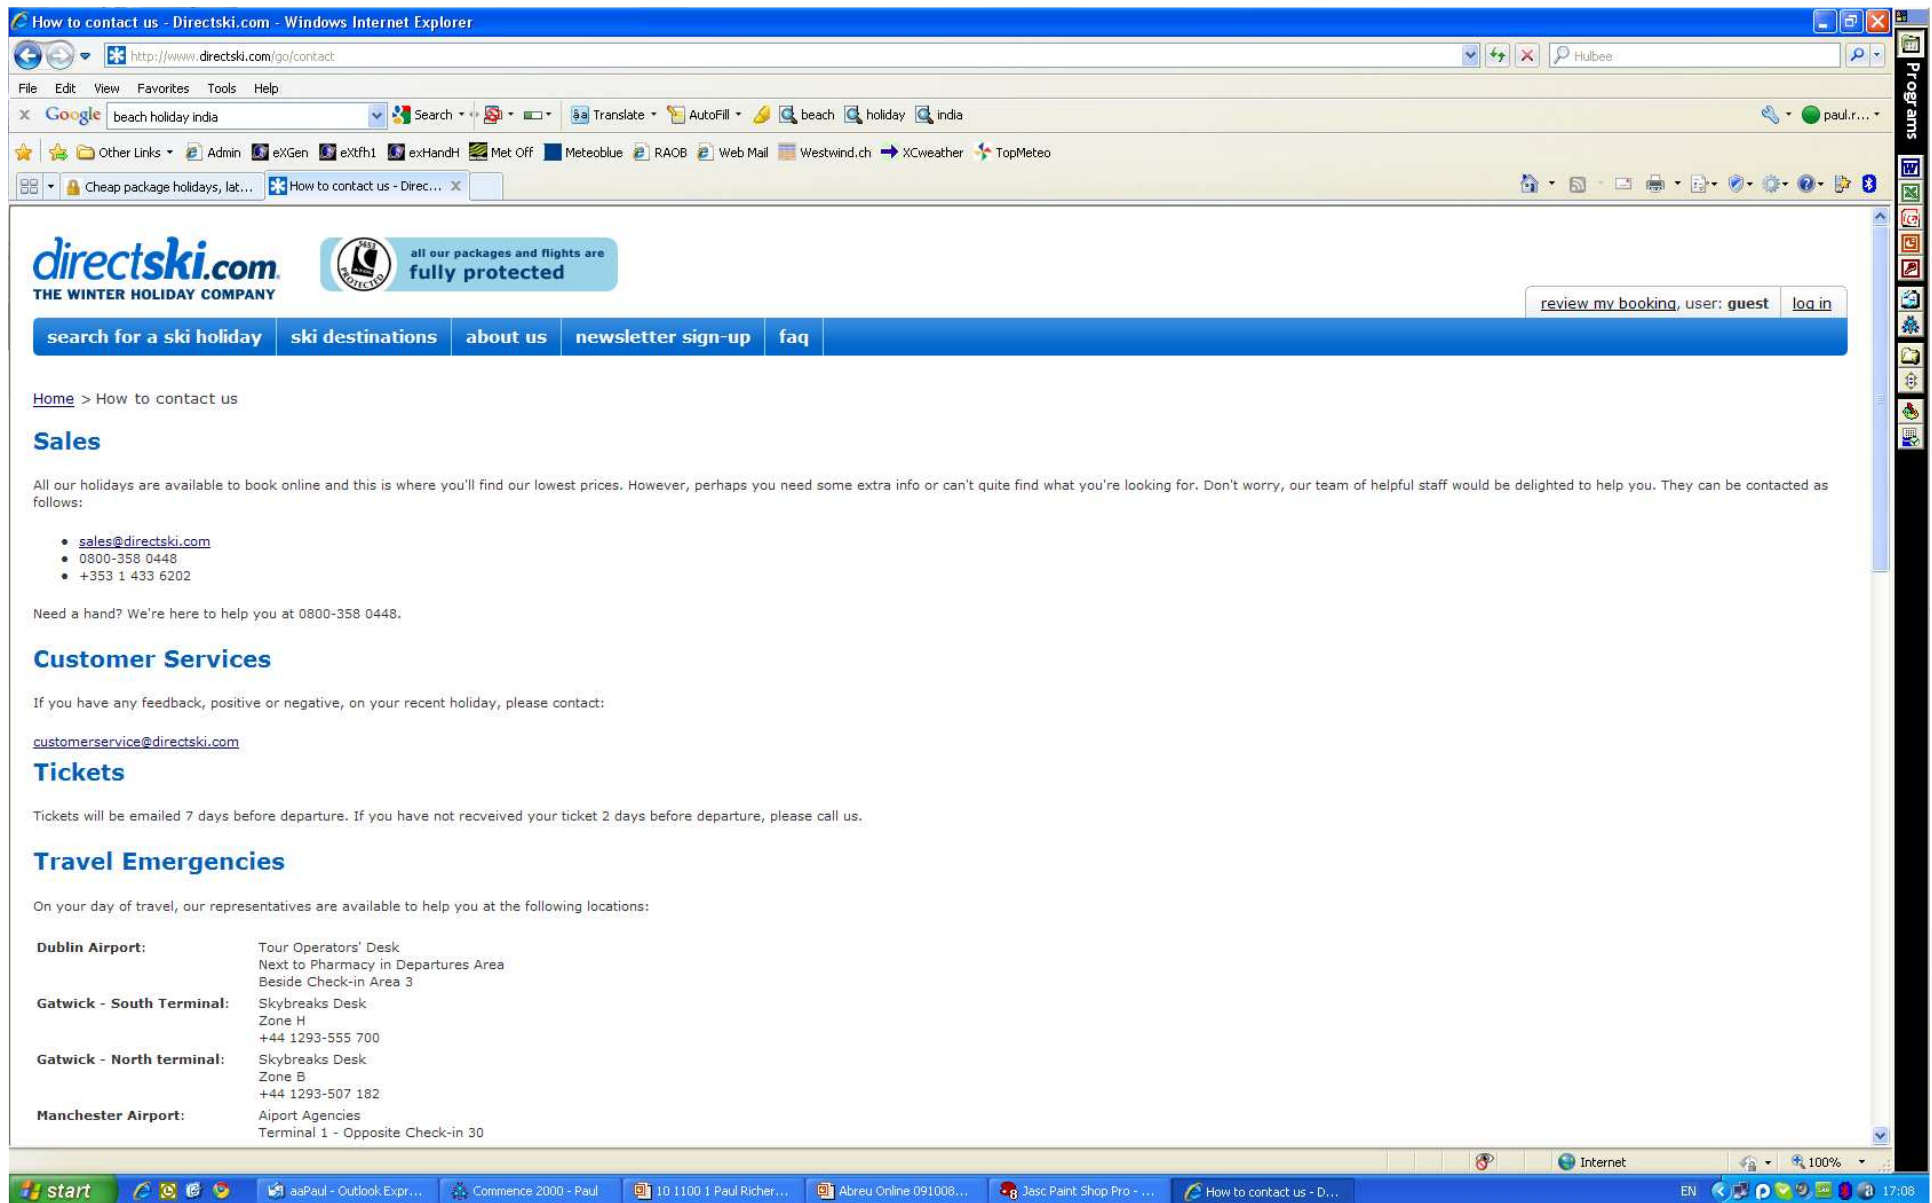 How to contact us - Directski.com - Windows Internet Explorer
http://www.directski.com/go/contact
Hulbee
File Edit View Favorites Tools Help
x Google beach holiday india Search Translate AutoFill beach holiday india paul.r...
Other Links Admin eXGen eXtfh1 exHandH Met Off Meteoblue RAOB Web Mail Westwind.ch XCweather TopMeteo
Cheap package holidays, lat... How to contact us - Direc... X
Programs
directski.com
THE WINTER HOLIDAY COMPANY
5653
PROTECTED
all our packages and flights are
fully protected
review my booking, user: guest log in
search for a ski holiday ski destinations about us newsletter sign-up faq
Home > How to contact us
Sales
All our holidays are available to book online and this is where you'll find our lowest prices. However, perhaps you need some extra info or can't quite find what you're looking for. Don't worry, our team of helpful staff would be delighted to help you. They can be contacted as
follows:
• sales@directski.com
• 0800-358 0448
• +353 1 433 6202
Need a hand? We're here to help you at 0800-358 0448.
Customer Services
If you have any feedback, positive or negative, on your recent holiday, please contact:
customerservice@directski.com
Tickets
Tickets will be emailed 7 days before departure. If you have not recveived your ticket 2 days before departure, please call us.
Travel Emergencies
On your day of travel, our representatives are available to help you at the following locations:
Dublin Airport: Tour Operators' Desk
Next to Pharmacy in Departures Area
Beside Check-in Area 3
Gatwick - South Terminal: Skybreaks Desk
Zone H
+44 1293-555 700
Gatwick - North terminal: Skybreaks Desk
Zone B
+44 1293-507 182
Manchester Airport: Aiport Agencies
Terminal 1 - Opposite Check-in 30
Internet 100%
start aaPaul - Outlook Expr... Commence 2000 - Paul 10 1100 1 Paul Richer... Abreu Online 091008... Jasc Paint Shop Pro - ... How to contact us - D... EN 17:08